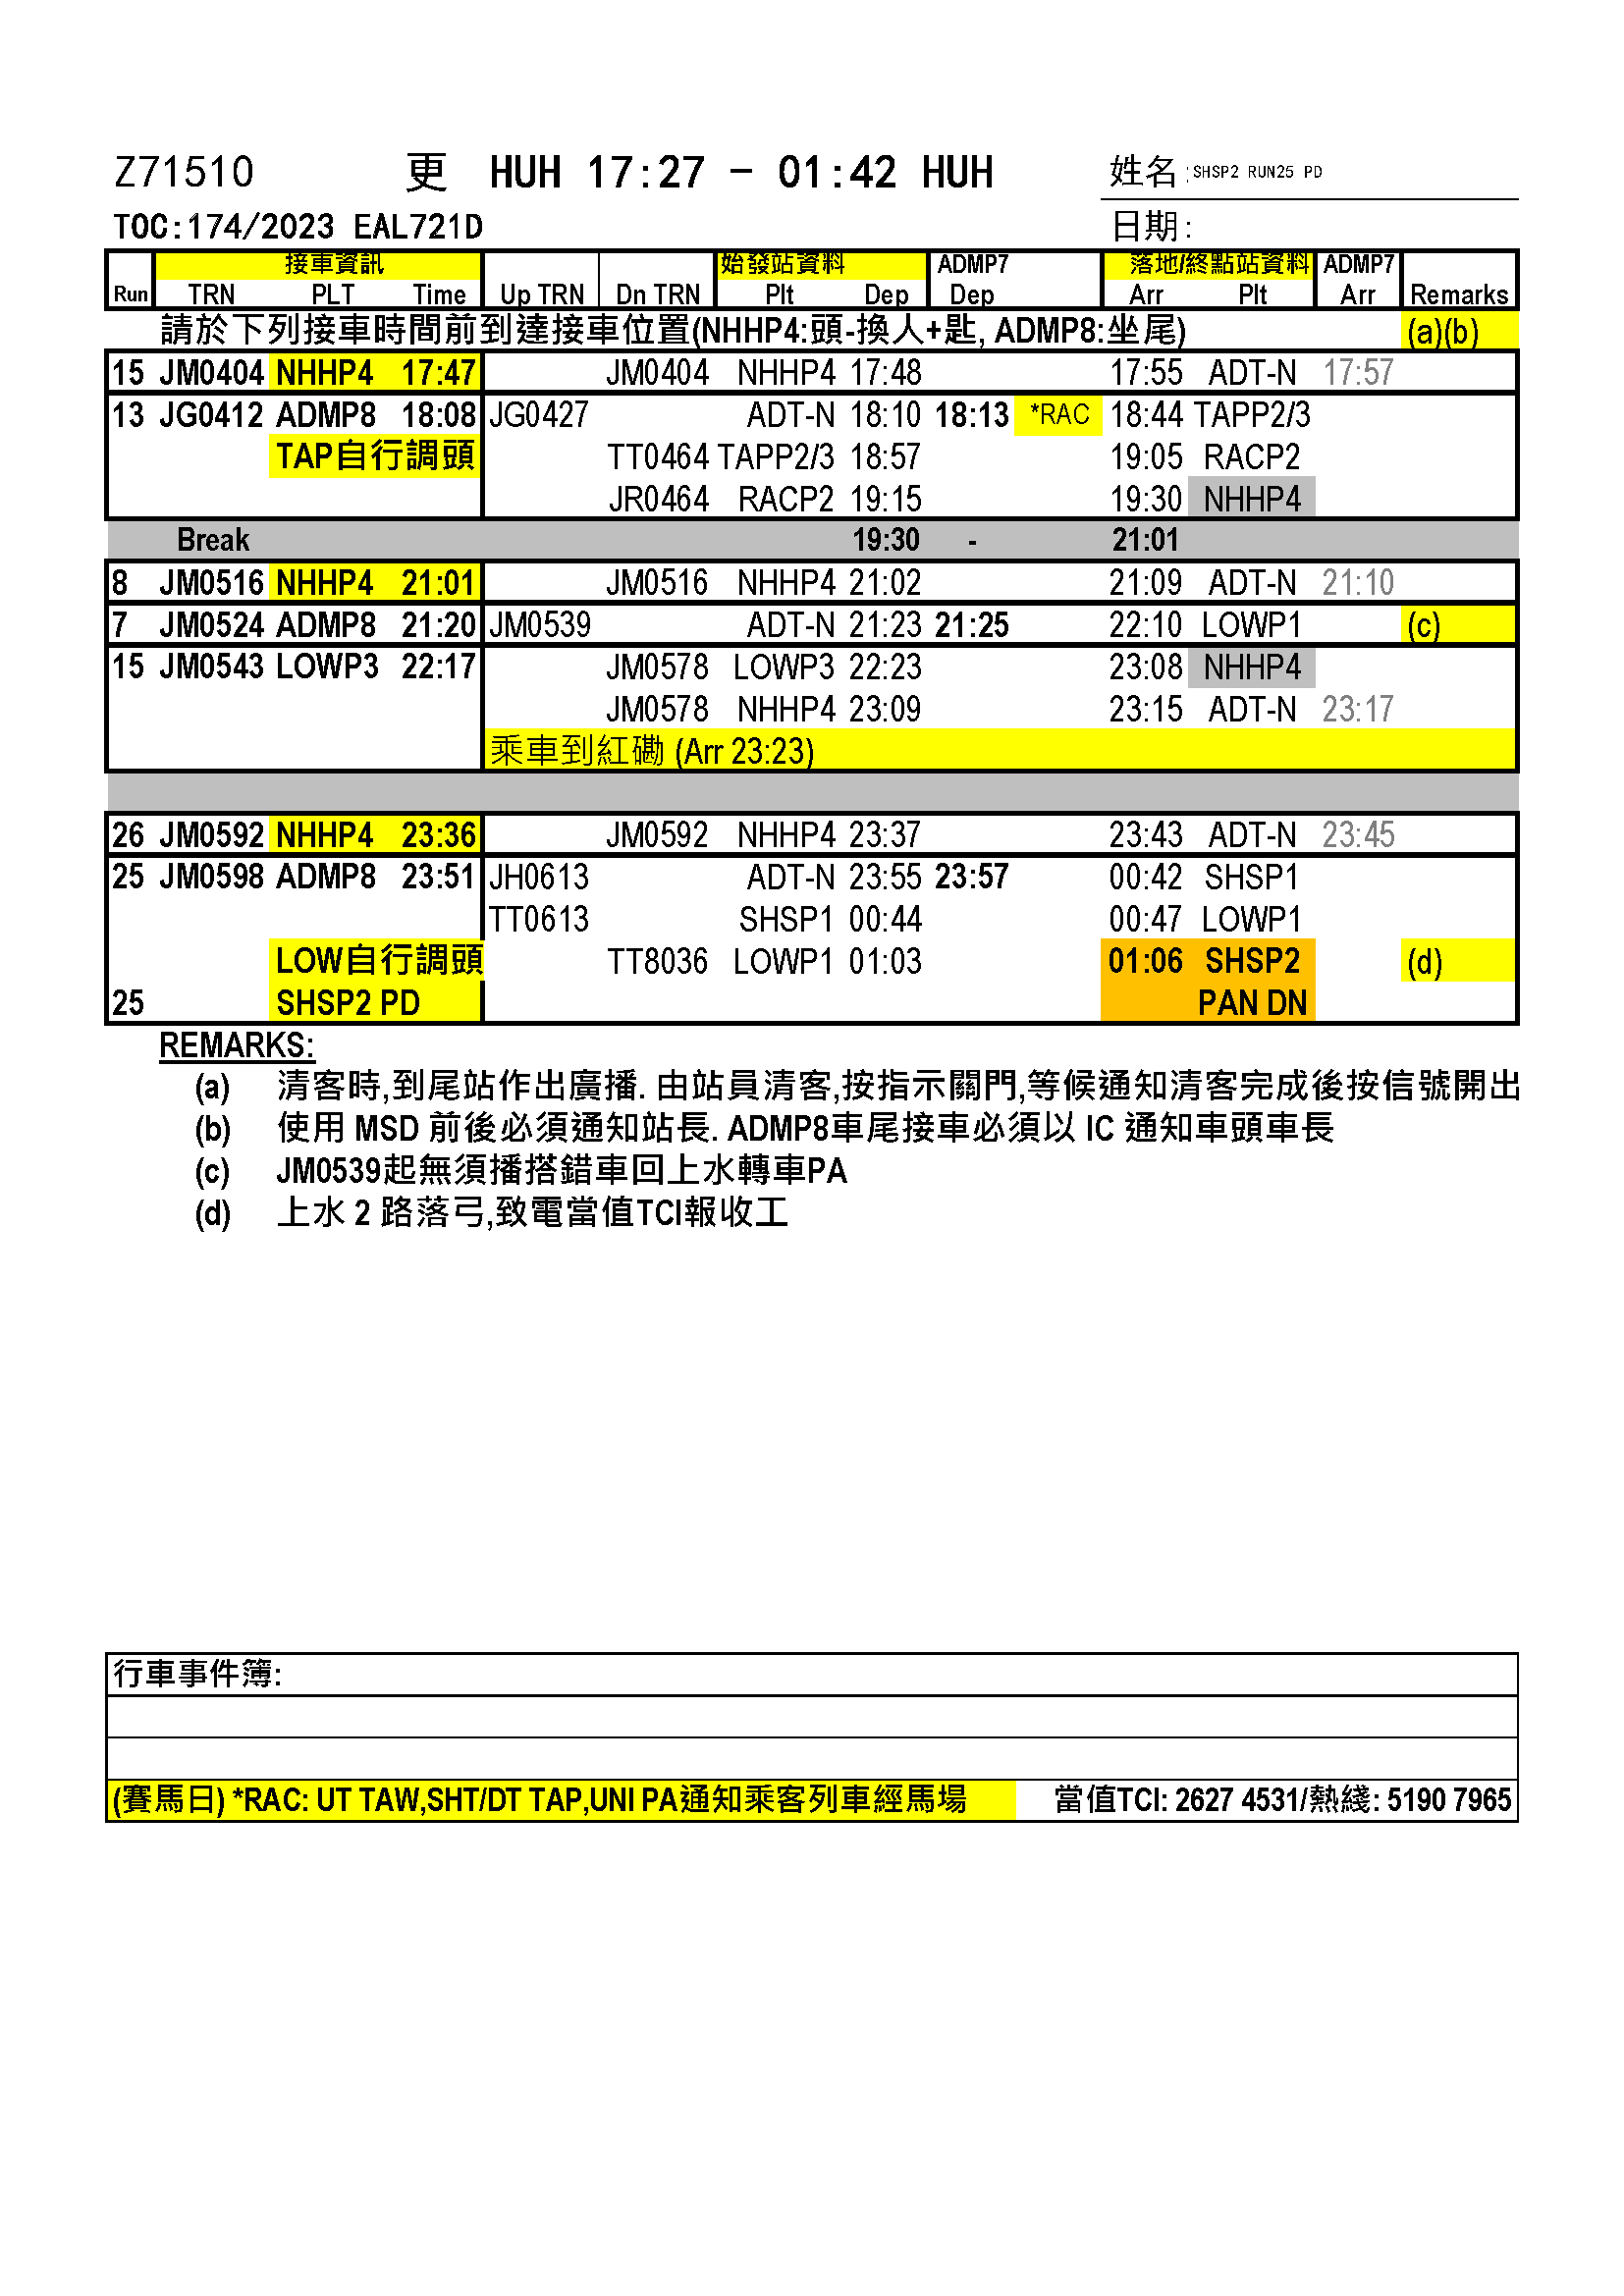 Z71510 更 HUH 17:27 - 01:42 HUH 姓名:SHSP2 RUN25 PD
TOC:174/2023 EAL721D 日期:
接車資訊 始發站資料 ADMP7 落地/終點站資料 ADMP7
Run TRN PLT Time Up TRN Dn TRN Plt Dep Dep Arr Plt Arr Remarks
請於下列接車時間前到達接車位置(NHHP4:頭-換人+匙, ADMP8:坐尾) (a)(b)
15 JM0404 NHHP4 17:47 JM0404 NHHP4 17:48 17:55 ADT-N 17:57
13 JG0412 ADMP8 18:08 JG0427 ADT-N 18:10 18:13 *RAC 18:44 TAPP2/3
TAP自行調頭 TT0464 TAPP2/3 18:57 19:05 RACP2
JR0464 RACP2 19:15 19:30 NHHP4
Break 19:30 - 21:01
8 JM0516 NHHP4 21:01 JM0516 NHHP4 21:02 21:09 ADT-N 21:10
7 JM0524 ADMP8 21:20 JM0539 ADT-N 21:23 21:25 22:10 LOWP1 (c)
15 JM0543 LOWP3 22:17 JM0578 LOWP3 22:23 23:08 NHHP4
JM0578 NHHP4 23:09 23:15 ADT-N 23:17
乘車到紅磡 (Arr 23:23)
26 JM0592 NHHP4 23:36 JM0592 NHHP4 23:37 23:43 ADT-N 23:45
25 JM0598 ADMP8 23:51 JH0613 ADT-N 23:55 23:57 00:42 SHSP1
TT0613 SHSP1 00:44 00:47 LOWP1
LOW自行調頭 TT8036 LOWP1 01:03 01:06 SHSP2 (d)
25 SHSP2 PD PAN DN
REMARKS:
(a) 清客時,到尾站作出廣播. 由站員清客,按指示關門,等候通知清客完成後按信號開出
(b) 使用 MSD 前後必須通知站長. ADMP8車尾接車必須以 IC 通知車頭車長
(c) JM0539起無須播搭錯車回上水轉車PA
(d) 上水 2 路落弓,致電當值TCI報收工
行車事件簿:
(賽馬日) *RAC: UT TAW,SHT/DT TAP,UNI PA通知乘客列車經馬場 當值TCI: 2627 4531/熱綫: 5190 7965